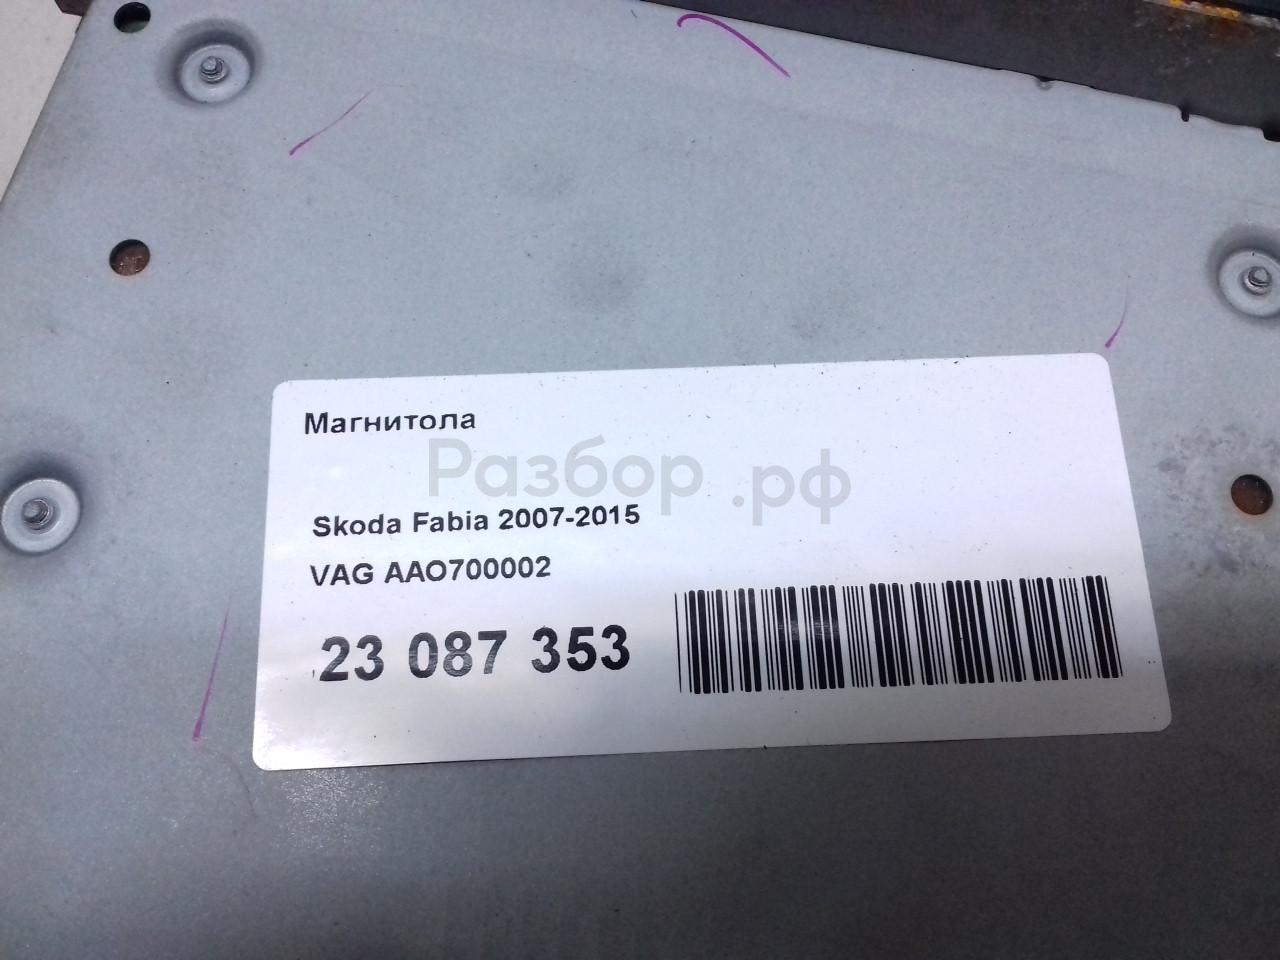 Магнитола
Разбор.рф
Skoda Fabia 2007-2015
VAG AAO700002
23 087 353